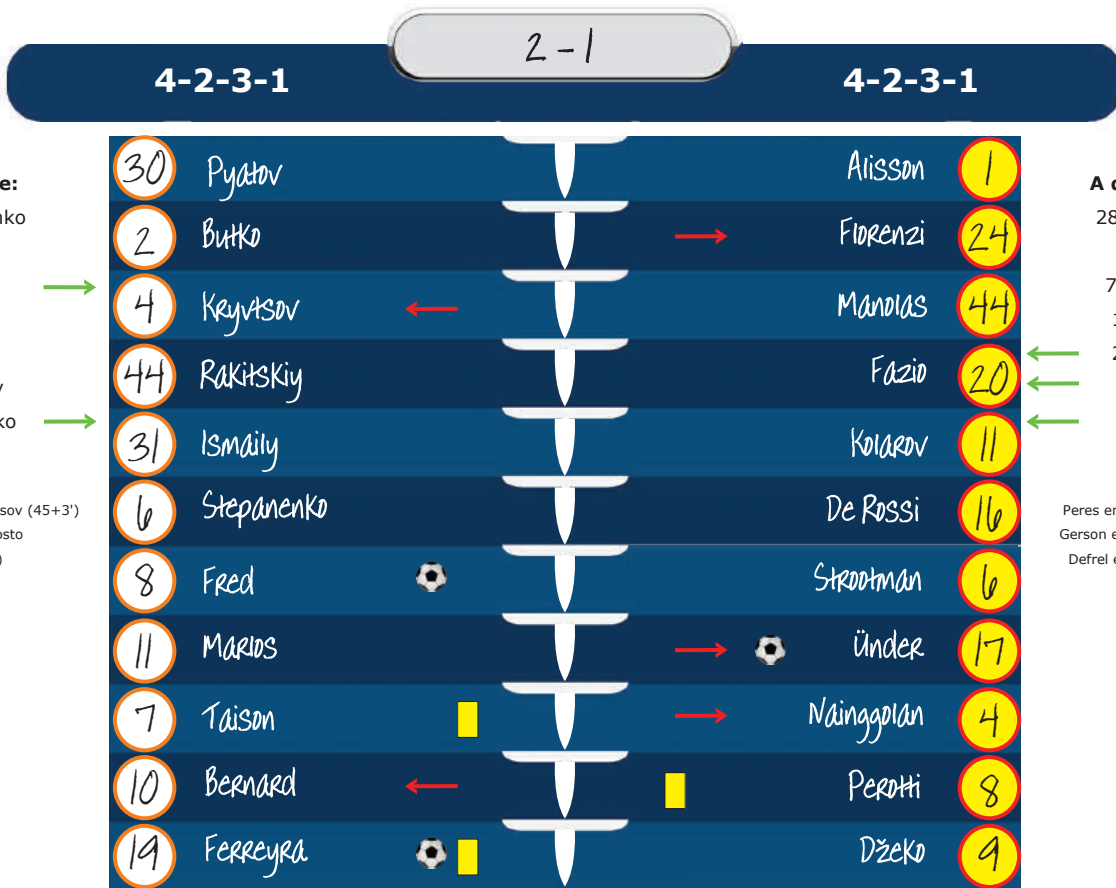 2-1
4-2-3-1 4-2-3-1
30 Pyatov Alisson 1
2 Butko Florenzi 24
4 Kryvtsov Manolas 44
44 Rakitskiy Fazio 20
31 Ismaily Kolarov 11
6 Stepanenko De Rossi 16
8 Fred Strootman 6
11 Marlos Ünder 17
7 Taison Nainggolan 4
10 Bernard Perotti 8
19 Ferreyra Džeko 9
(45+3')
A
28
7
Peres
Gerson
Defrel